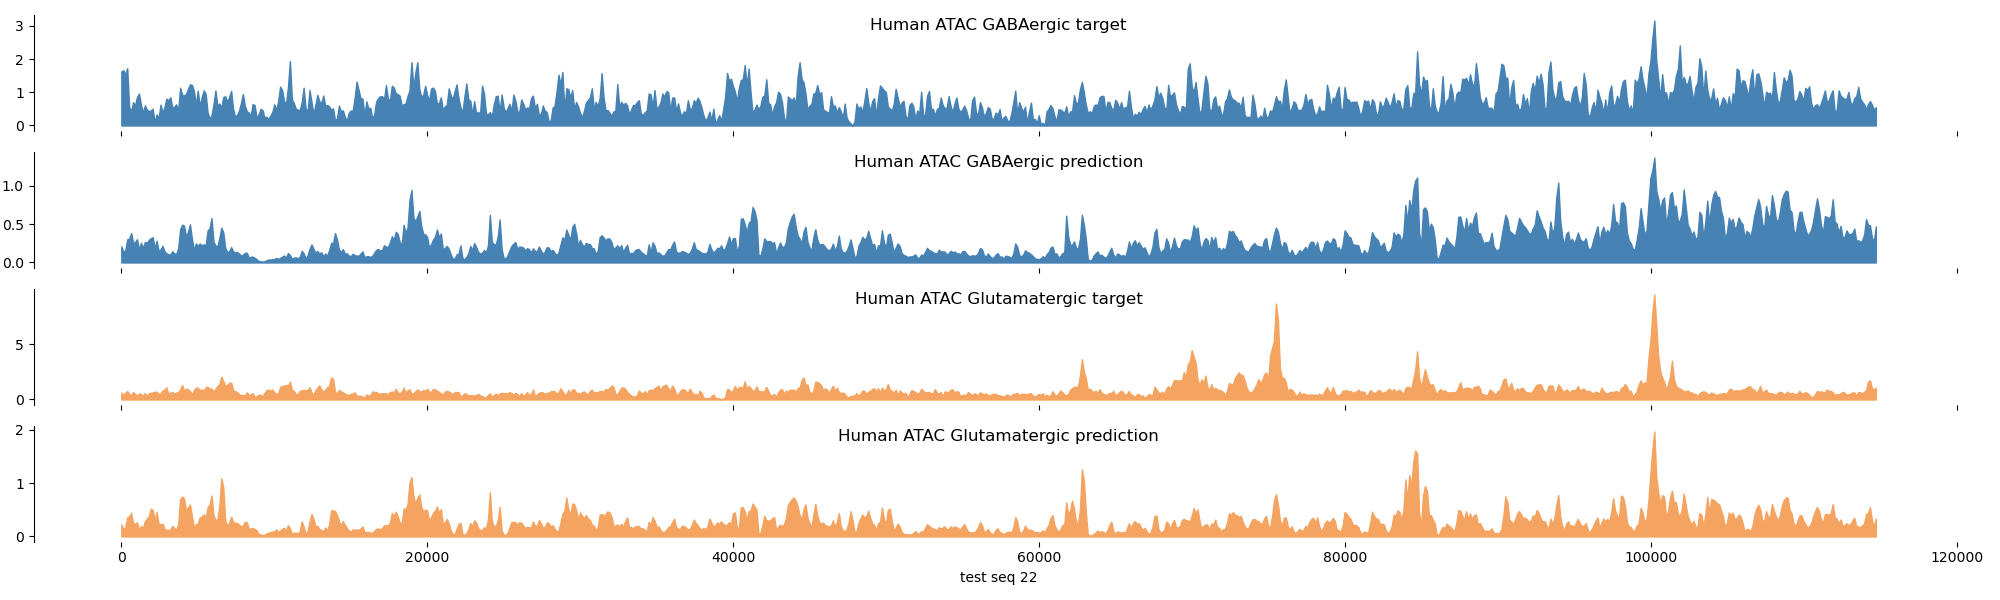 Human ATAC GABAergic target
3
2
1
0
Human ATAC GABAergic prediction
1.0
0.5
0.0
Human ATAC Glutamatergic target
5
0
Human ATAC Glutamatergic prediction
2
1
0
0 20000 40000 60000 80000 100000 120000
test seq 22